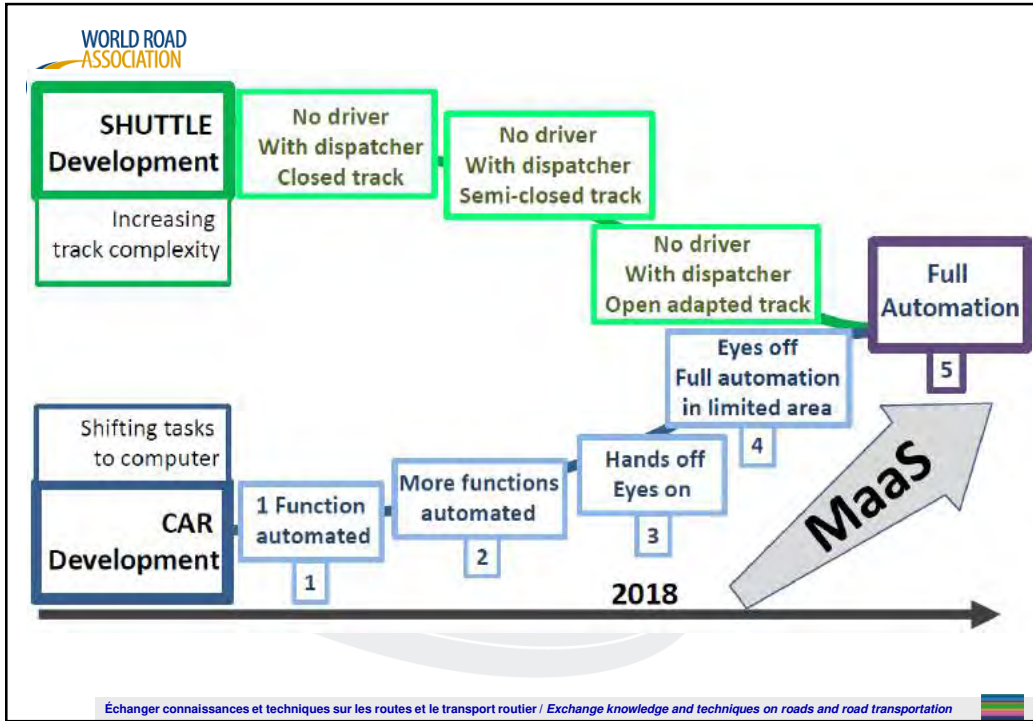 WORLD ROAD
ASSOCIATION
SHUTTLE
Development
Increasing
track complexity
No driver
With dispatcher
Closed track
No driver
With dispatcher
Semi-closed track
No driver
With dispatcher
Open adapted track
Full
Automation
5
Eyes off
Full automation
in limited area
4
Shifting tasks
to computer
CAR
Development
1 Function
automated
1
More functions
automated
2
Hands off
Eyes on
3
MaaS
2018
Échanger connaissances et techniques sur les routes et le transport routier / Exchange knowledge and techniques on roads and road transportation